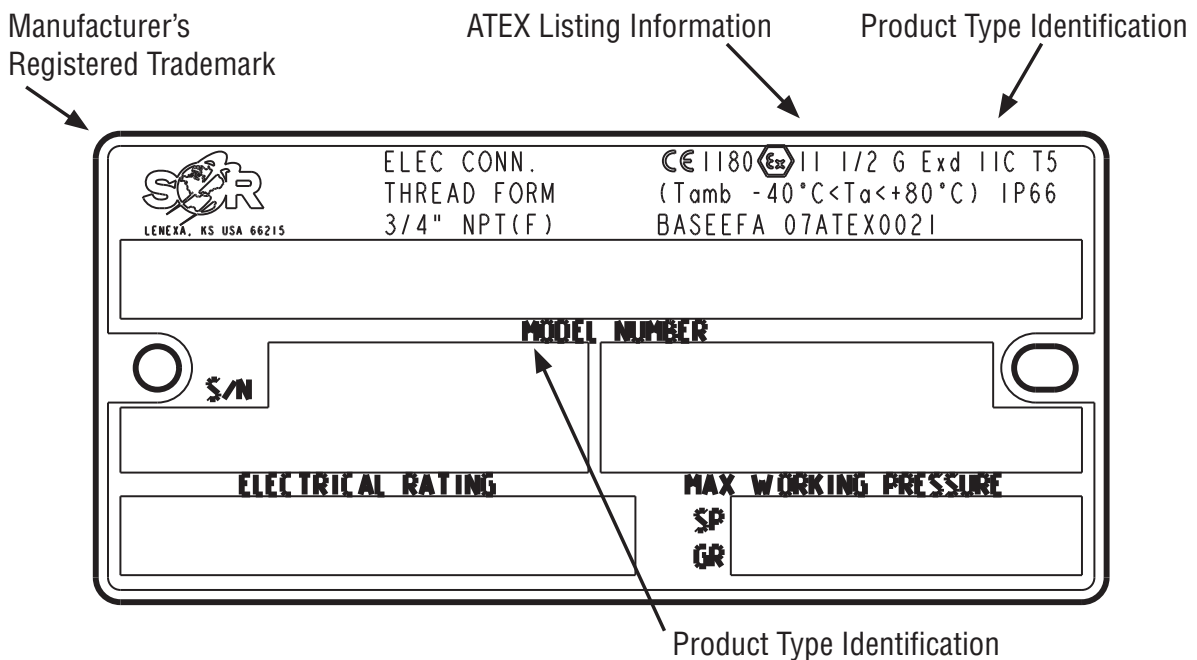 Manufacturer's
Registered Trademark
ATEX Listing Information
Product Type Identification
SOR
LENEXA, KS USA 66215
ELEC CONN.
THREAD FORM
3/4" NPT(F)
CE 1180 Ex II 1/2 G Exd IIC T5
(Tamb -40°C<Ta<+80°C) IP66
BASEEFA 07ATEX0021
MODEL NUMBER
S/N
ELECTRICAL RATING
MAX WORKING PRESSURE
SP
GR
Product Type Identification